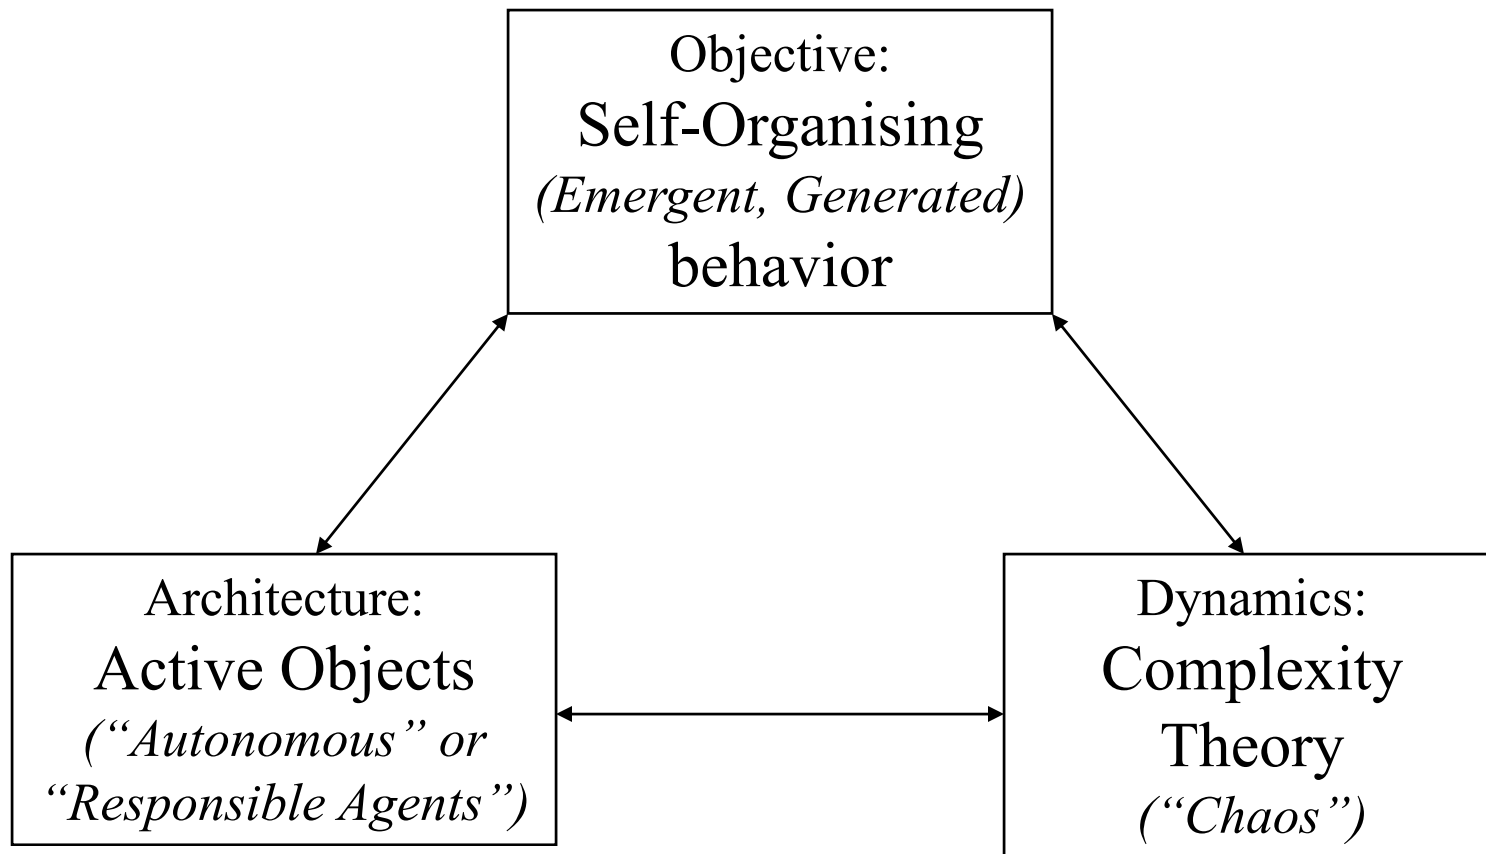 Objective:
Self-Organising
(Emergent, Generated)
behavior
Architecture:
Active Objects
(“Autonomous” or
“Responsible Agents”)
Dynamics:
Complexity
Theory
(“Chaos”)